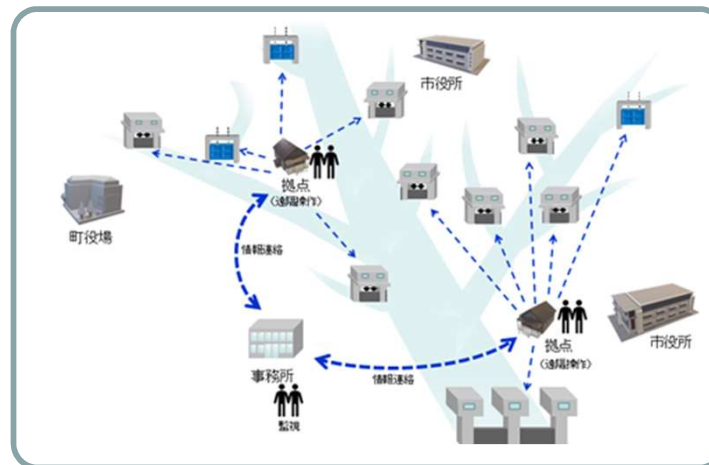 市役所
拠点
(遠隔操作)
町役場
情報連絡
拠点
(遠隔操作)
市役所
事務所
情報連絡
監視